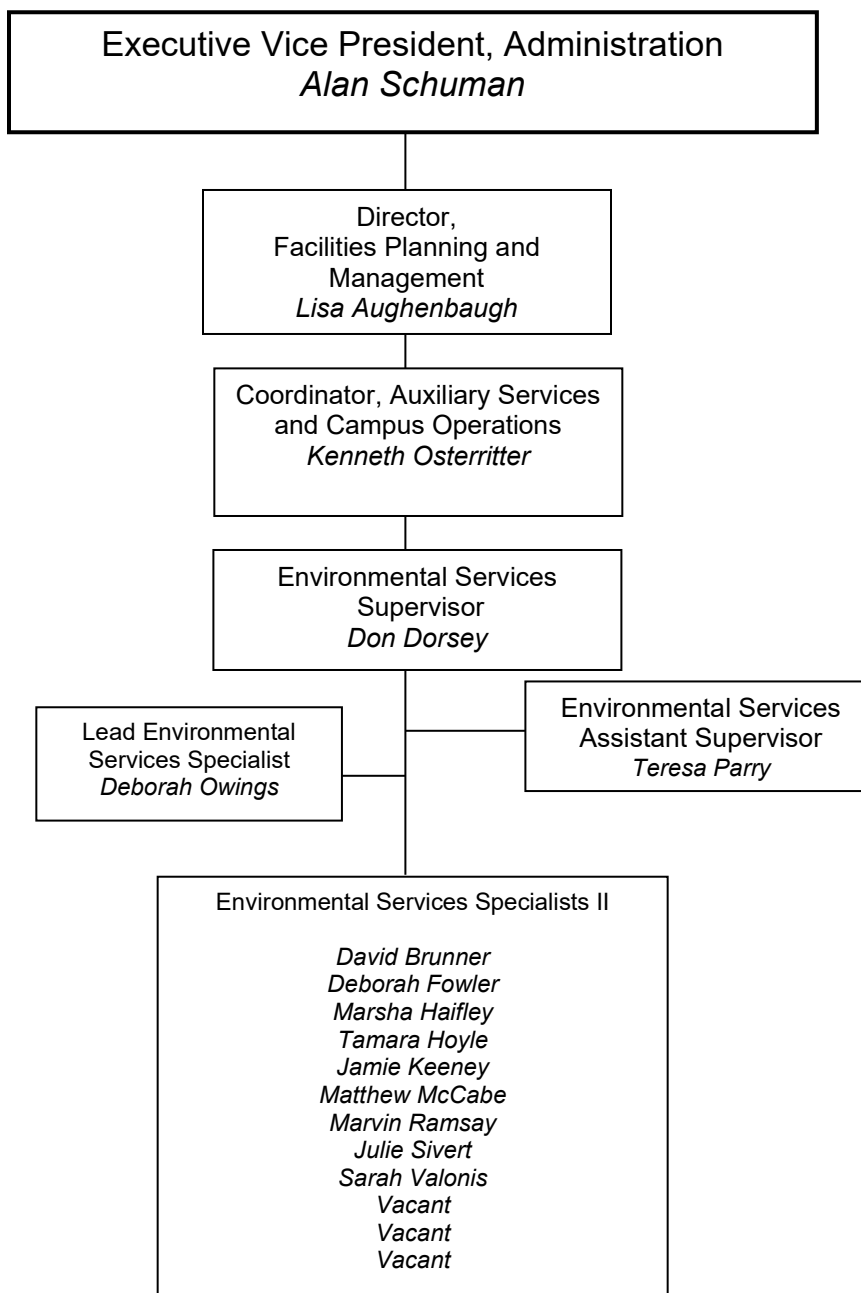 Executive Vice President, Administration
Alan Schuman
Director,
Facilities Planning and
Management
Lisa Aughenbaugh
Coordinator, Auxiliary Services
and Campus Operations
Kenneth Osterritter
Environmental Services
Supervisor
Don Dorsey
Lead Environmental
Services Specialist
Deborah Owings
Environmental Services
Assistant Supervisor
Teresa Parry
Environmental Services Specialists II
David Brunner
Deborah Fowler
Marsha Haifley
Tamara Hoyle
Jamie Keeney
Matthew McCabe
Marvin Ramsay
Julie Sivert
Sarah Valonis
Vacant
Vacant
Vacant